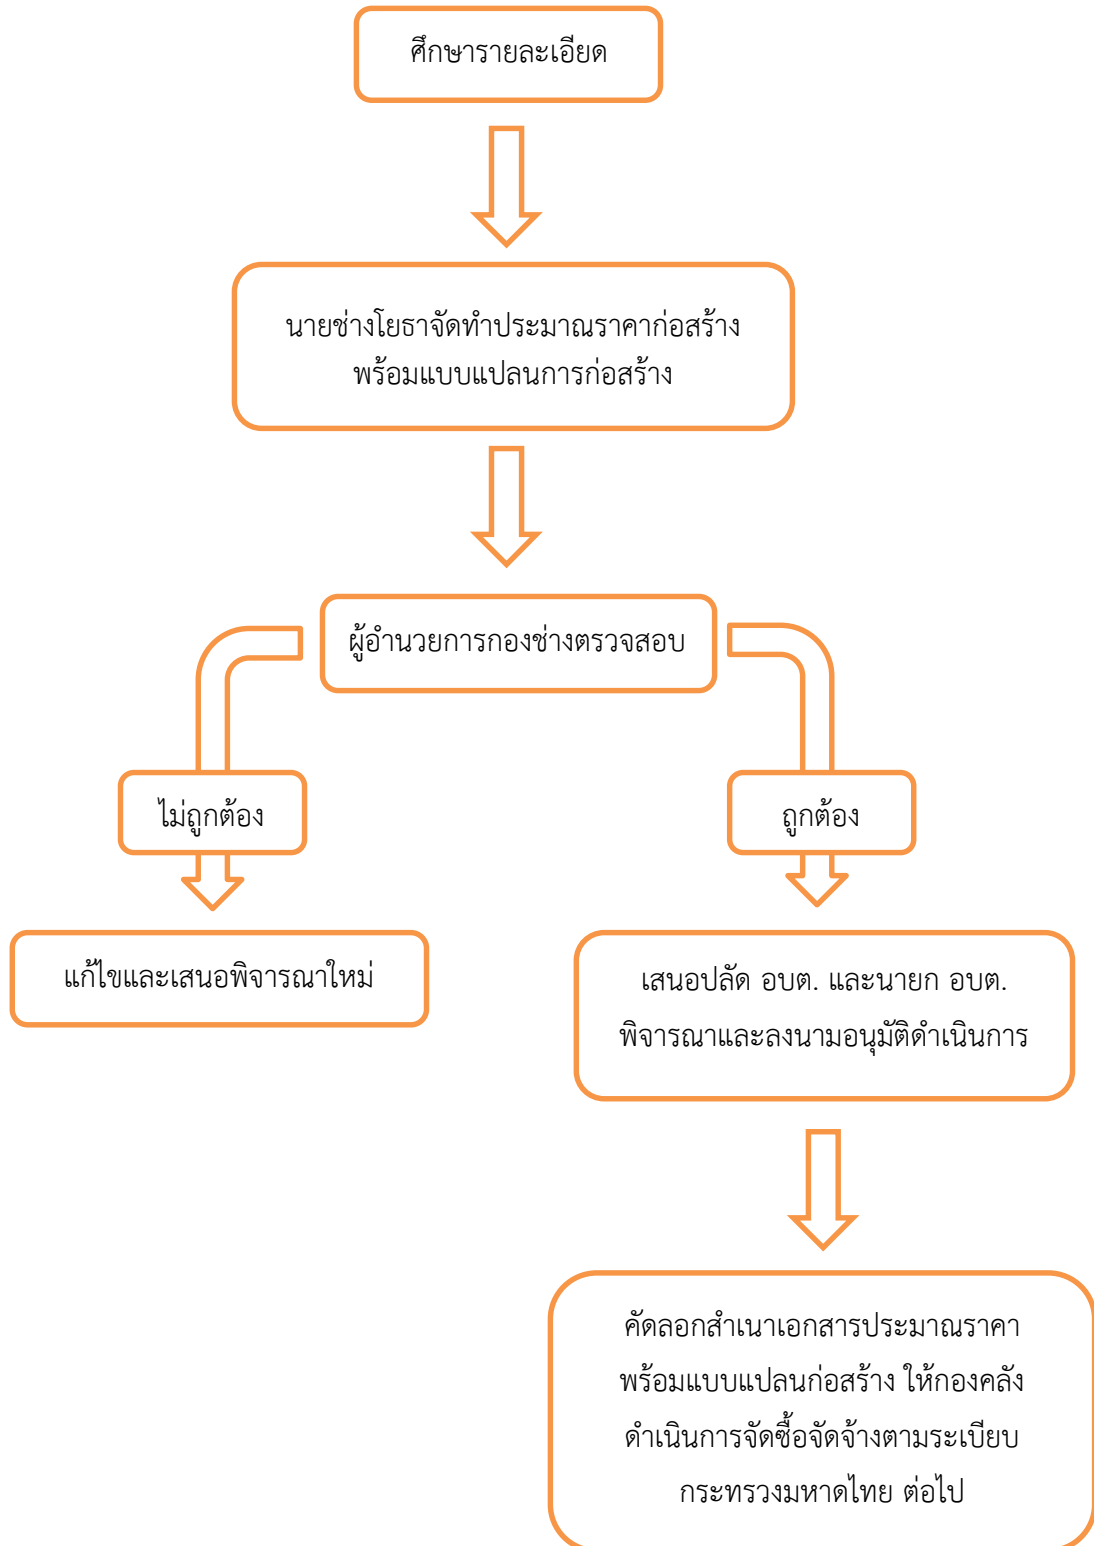 ศึกษารายละเอียด
นายช่างโยธาจัดทำประมาณราคาก่อสร้าง
พร้อมแบบแปลนการก่อสร้าง
ผู้อำนวยการกองช่างตรวจสอบ
ไม่ถูกต้อง
ถูกต้อง
แก้ไขและเสนอพิจารณาใหม่
เสนอปลัด อบต. และนายก อบต.
พิจารณาและลงนามอนุมัติดำเนินการ
คัดลอกสำเนาเอกสารประมาณราคา
พร้อมแบบแปลนก่อสร้าง ให้กองคลัง
ดำเนินการจัดซื้อจัดจ้างตามระเบียบ
กระทรวงมหาดไทย ต่อไป